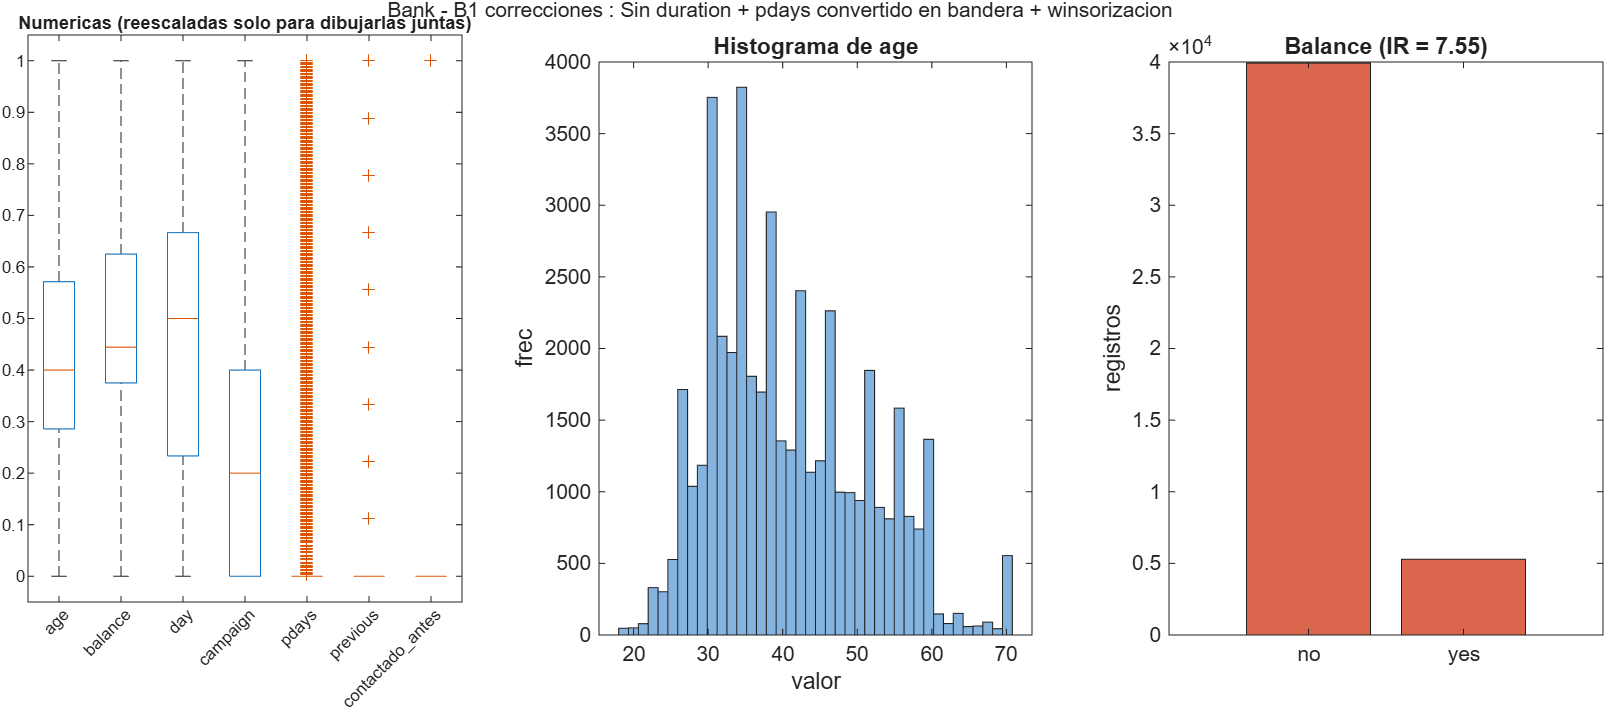 Bank - B1 correcciones : Sin duration + pdays convertido en bandera + winsorizacion
Numericas (reescaladas solo para dibujarlas juntas)
1
0.9
0.8
0.7
0.6
0.5
0.4
0.3
0.2
0.1
0
age
balance
day
campaign
pdays
previous
contactado_antes
Histograma de age
4000
3500
3000
2500
2000
1500
1000
500
0
frec
20
30
40
50
60
70
valor
×10⁴
Balance (IR = 7.55)
4
3.5
3
2.5
2
1.5
1
0.5
0
registros
no
yes